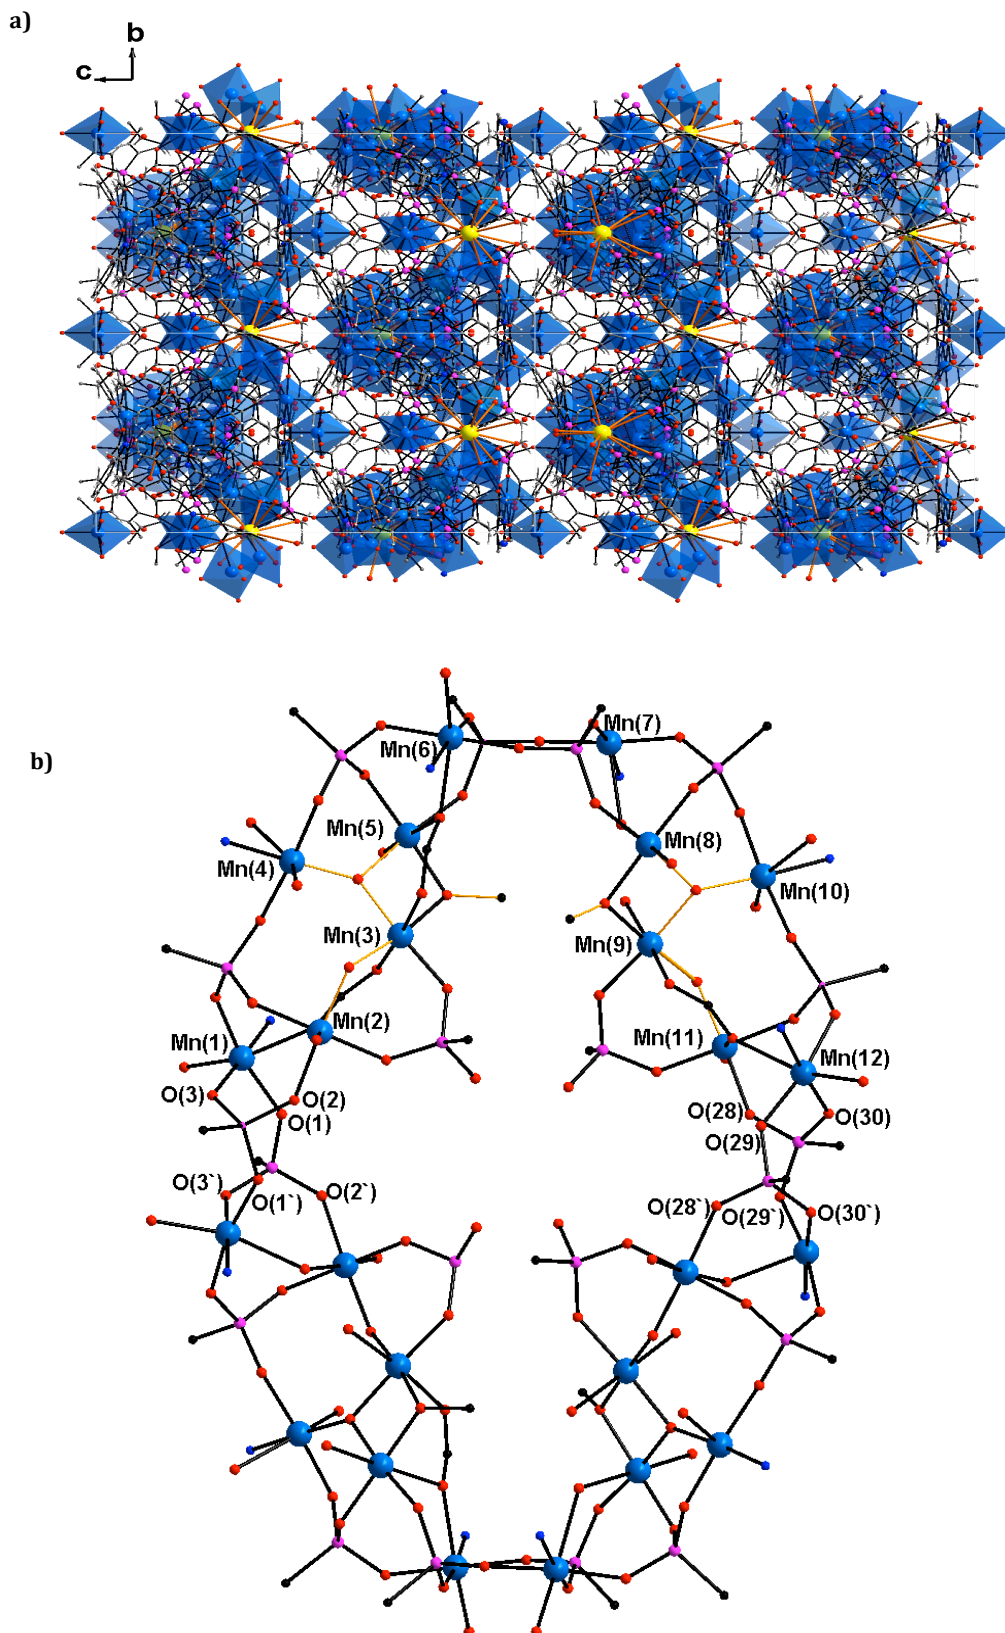 a)
b
c
b)
Mn(6)
Mn(7)
Mn(5)
Mn(8)
Mn(4)
Mn(10)
Mn(3)
Mn(9)
Mn(2)
Mn(1)
Mn(11)
Mn(12)
O(3)
O(2)
O(1)
O(28)
O(29)
O(30)
O(3`)
O(1`)
O(2`)
O(28`)
O(29`)
O(30`)